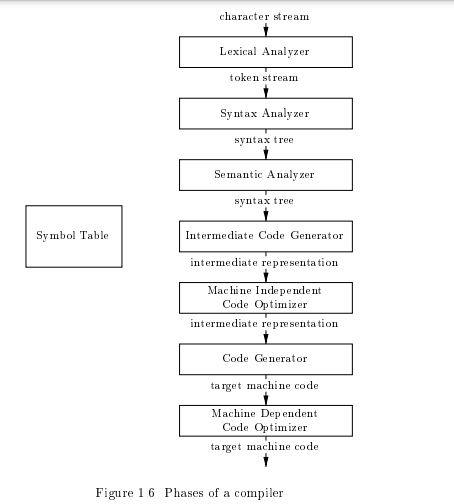 character stream
Lexical Analyzer
token stream
Syntax Analyzer
syntax tree
Semantic Analyzer
syntax tree
Symbol Table
Intermediate Code Generator
intermediate representation
Machine Independent
Code Optimizer
intermediate representation
Code Generator
target machine code
Machine Dependent
Code Optimizer
target machine code
Figure 1 6 Phases of a compiler